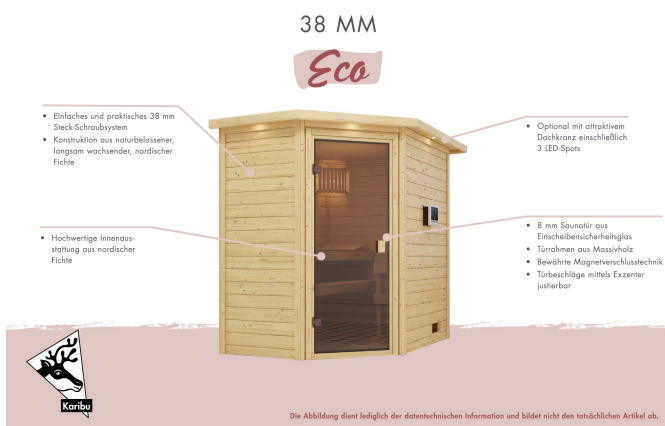 38 MM
Eco
• Einfaches und praktisches 38 mm
Steck-Schraubsystem
• Konstruktion aus naturbelassener,
langsam wachsender, nordischer
Fichte
• Hochwertige Innenaus-
stattung aus nordischer
Fichte
• Optional mit attraktivem
Dachkranz einschließlich
3 LED-Spots
• 8 mm Saunatür aus
Einscheibensicherheitsglas
• Türrahmen aus Massivholz
• Bewährte Magnetverschlusstechnik
• Türbeschläge mittels Exzenter
justierbar
Karibu
Die Abbildung dient lediglich der datentechnischen Information und bildet nicht den tatsächlichen Artikel ab.